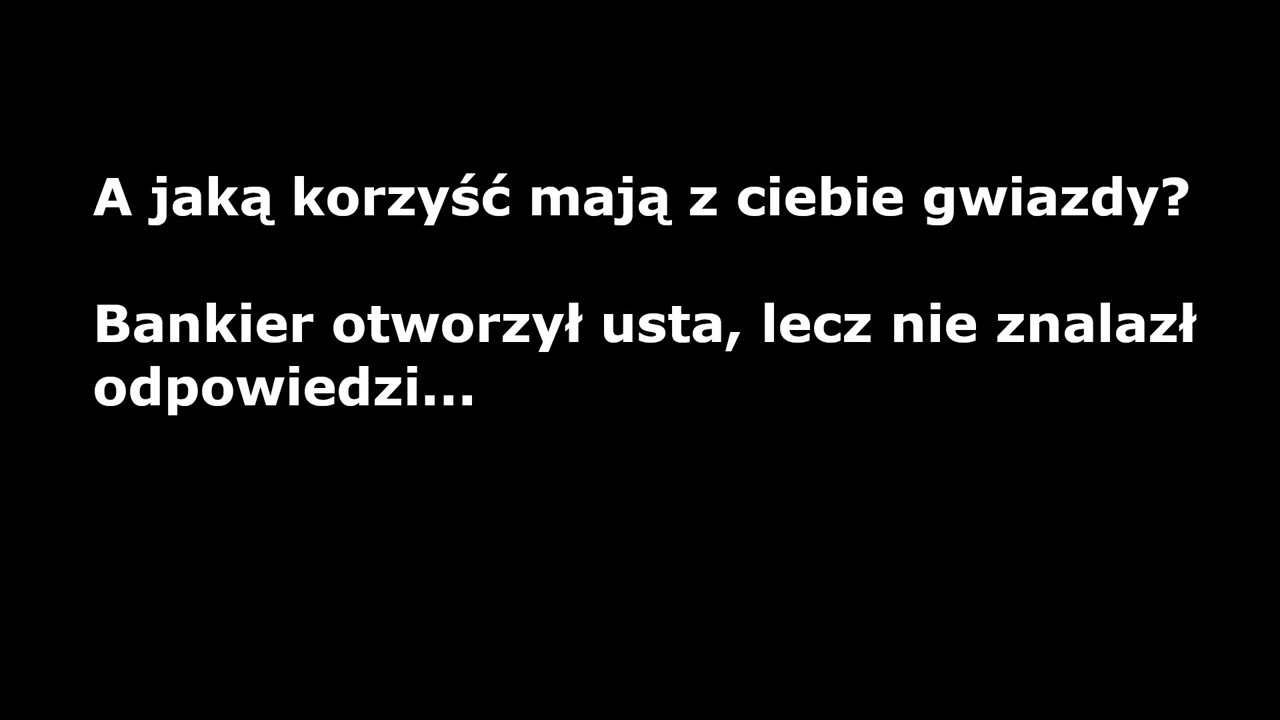 A jaką korzyść mają z ciebie gwiazdy?
Bankier otworzył usta, lecz nie znalazł
odpowiedzi...